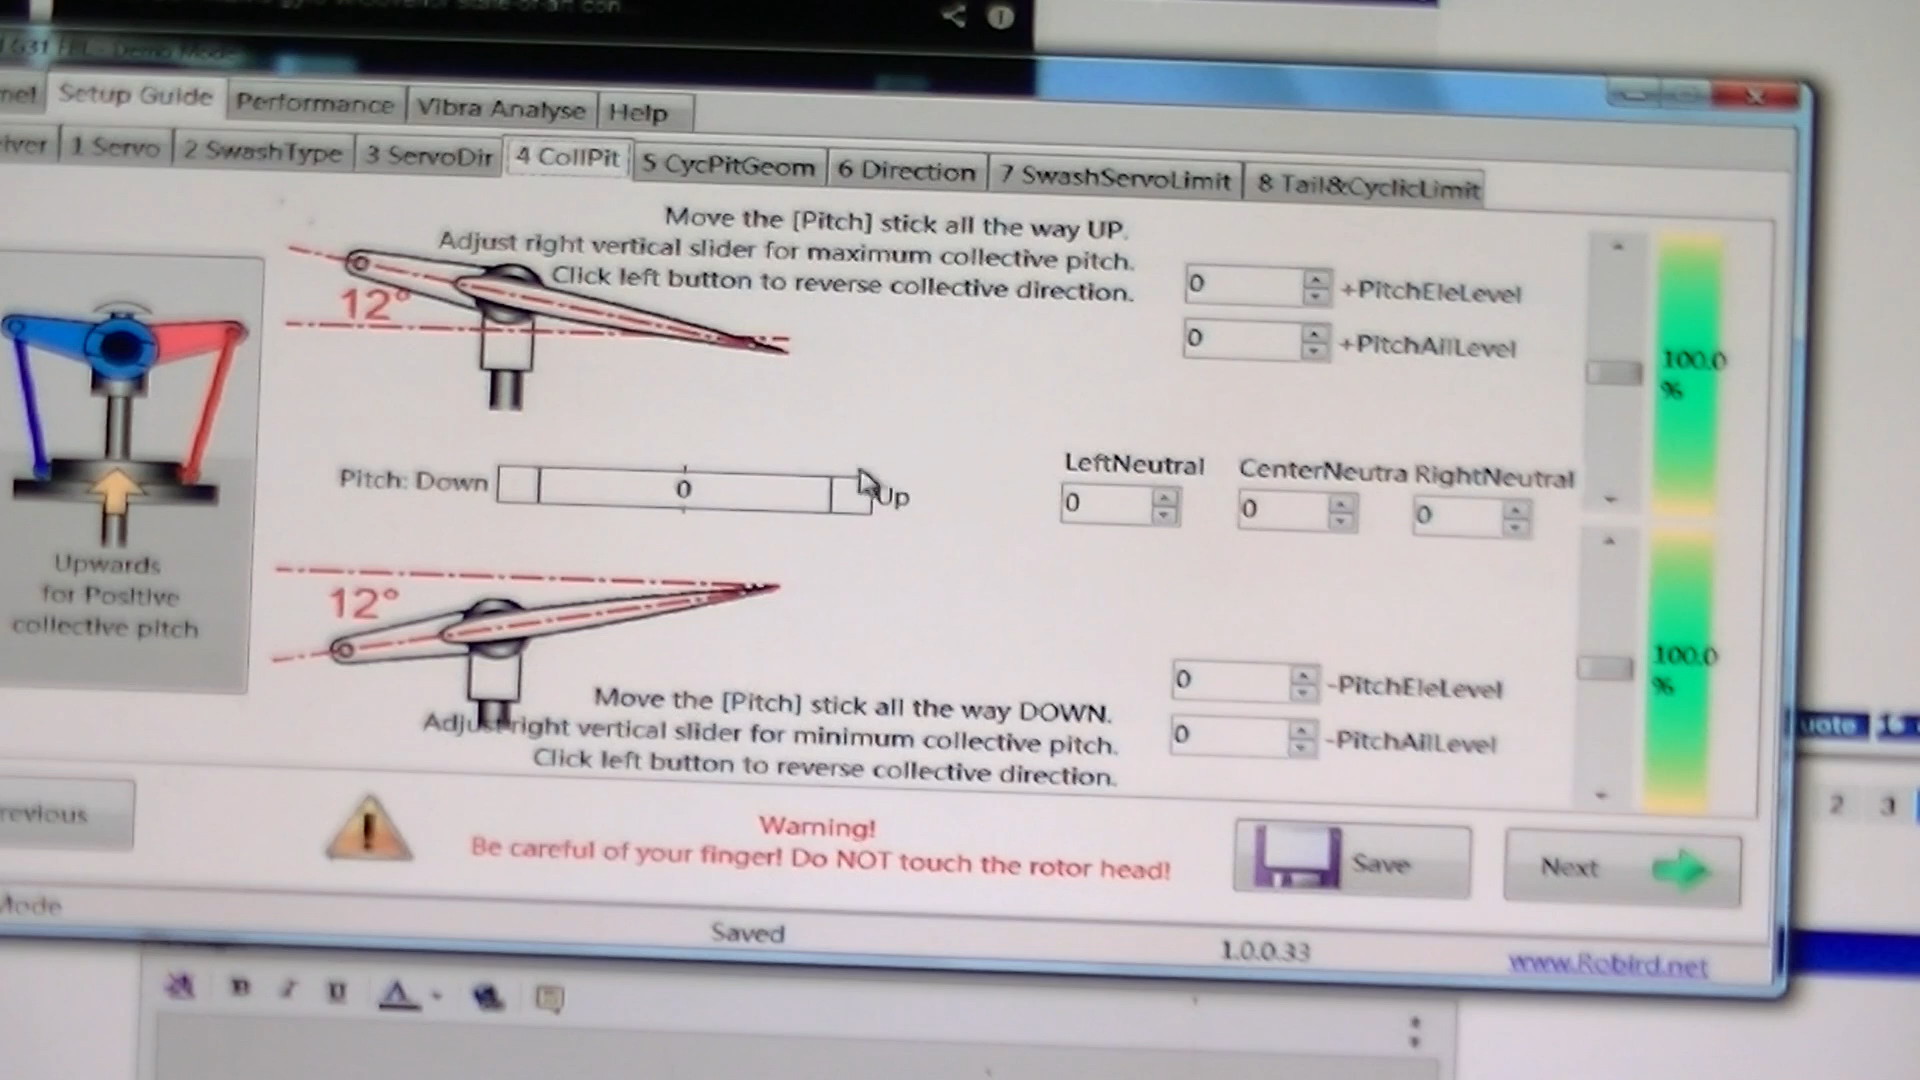 Setup Guide
Performance
Vibra Analyse
Help
1 Servo
2 SwashType
3 ServoDir
4 CollPit
5 CycPitGeom
6 Direction
7 SwashServoLimit
8 Tail&CyclicLimit
Move the [Pitch] stick all the way UP.
Adjust right vertical slider for maximum collective pitch.
Click left button to reverse collective direction.
12°
0
+PitchEleLevel
0
+PitchAilLevel
100.0
%
Pitch: Down
0
Up
LeftNeutral
CenterNeutra
RightNeutral
0
0
0
Upwards
for Positive
collective pitch
12°
0
-PitchEleLevel
0
-PitchAilLevel
100.0
%
Move the [Pitch] stick all the way DOWN.
Adjust right vertical slider for minimum collective pitch.
Click left button to reverse collective direction.
revious
Warning!
Be careful of your finger! Do NOT touch the rotor head!
Save
Next
Mode
Saved
1.0.0.33
www.Robird.net
2 3
B I U A